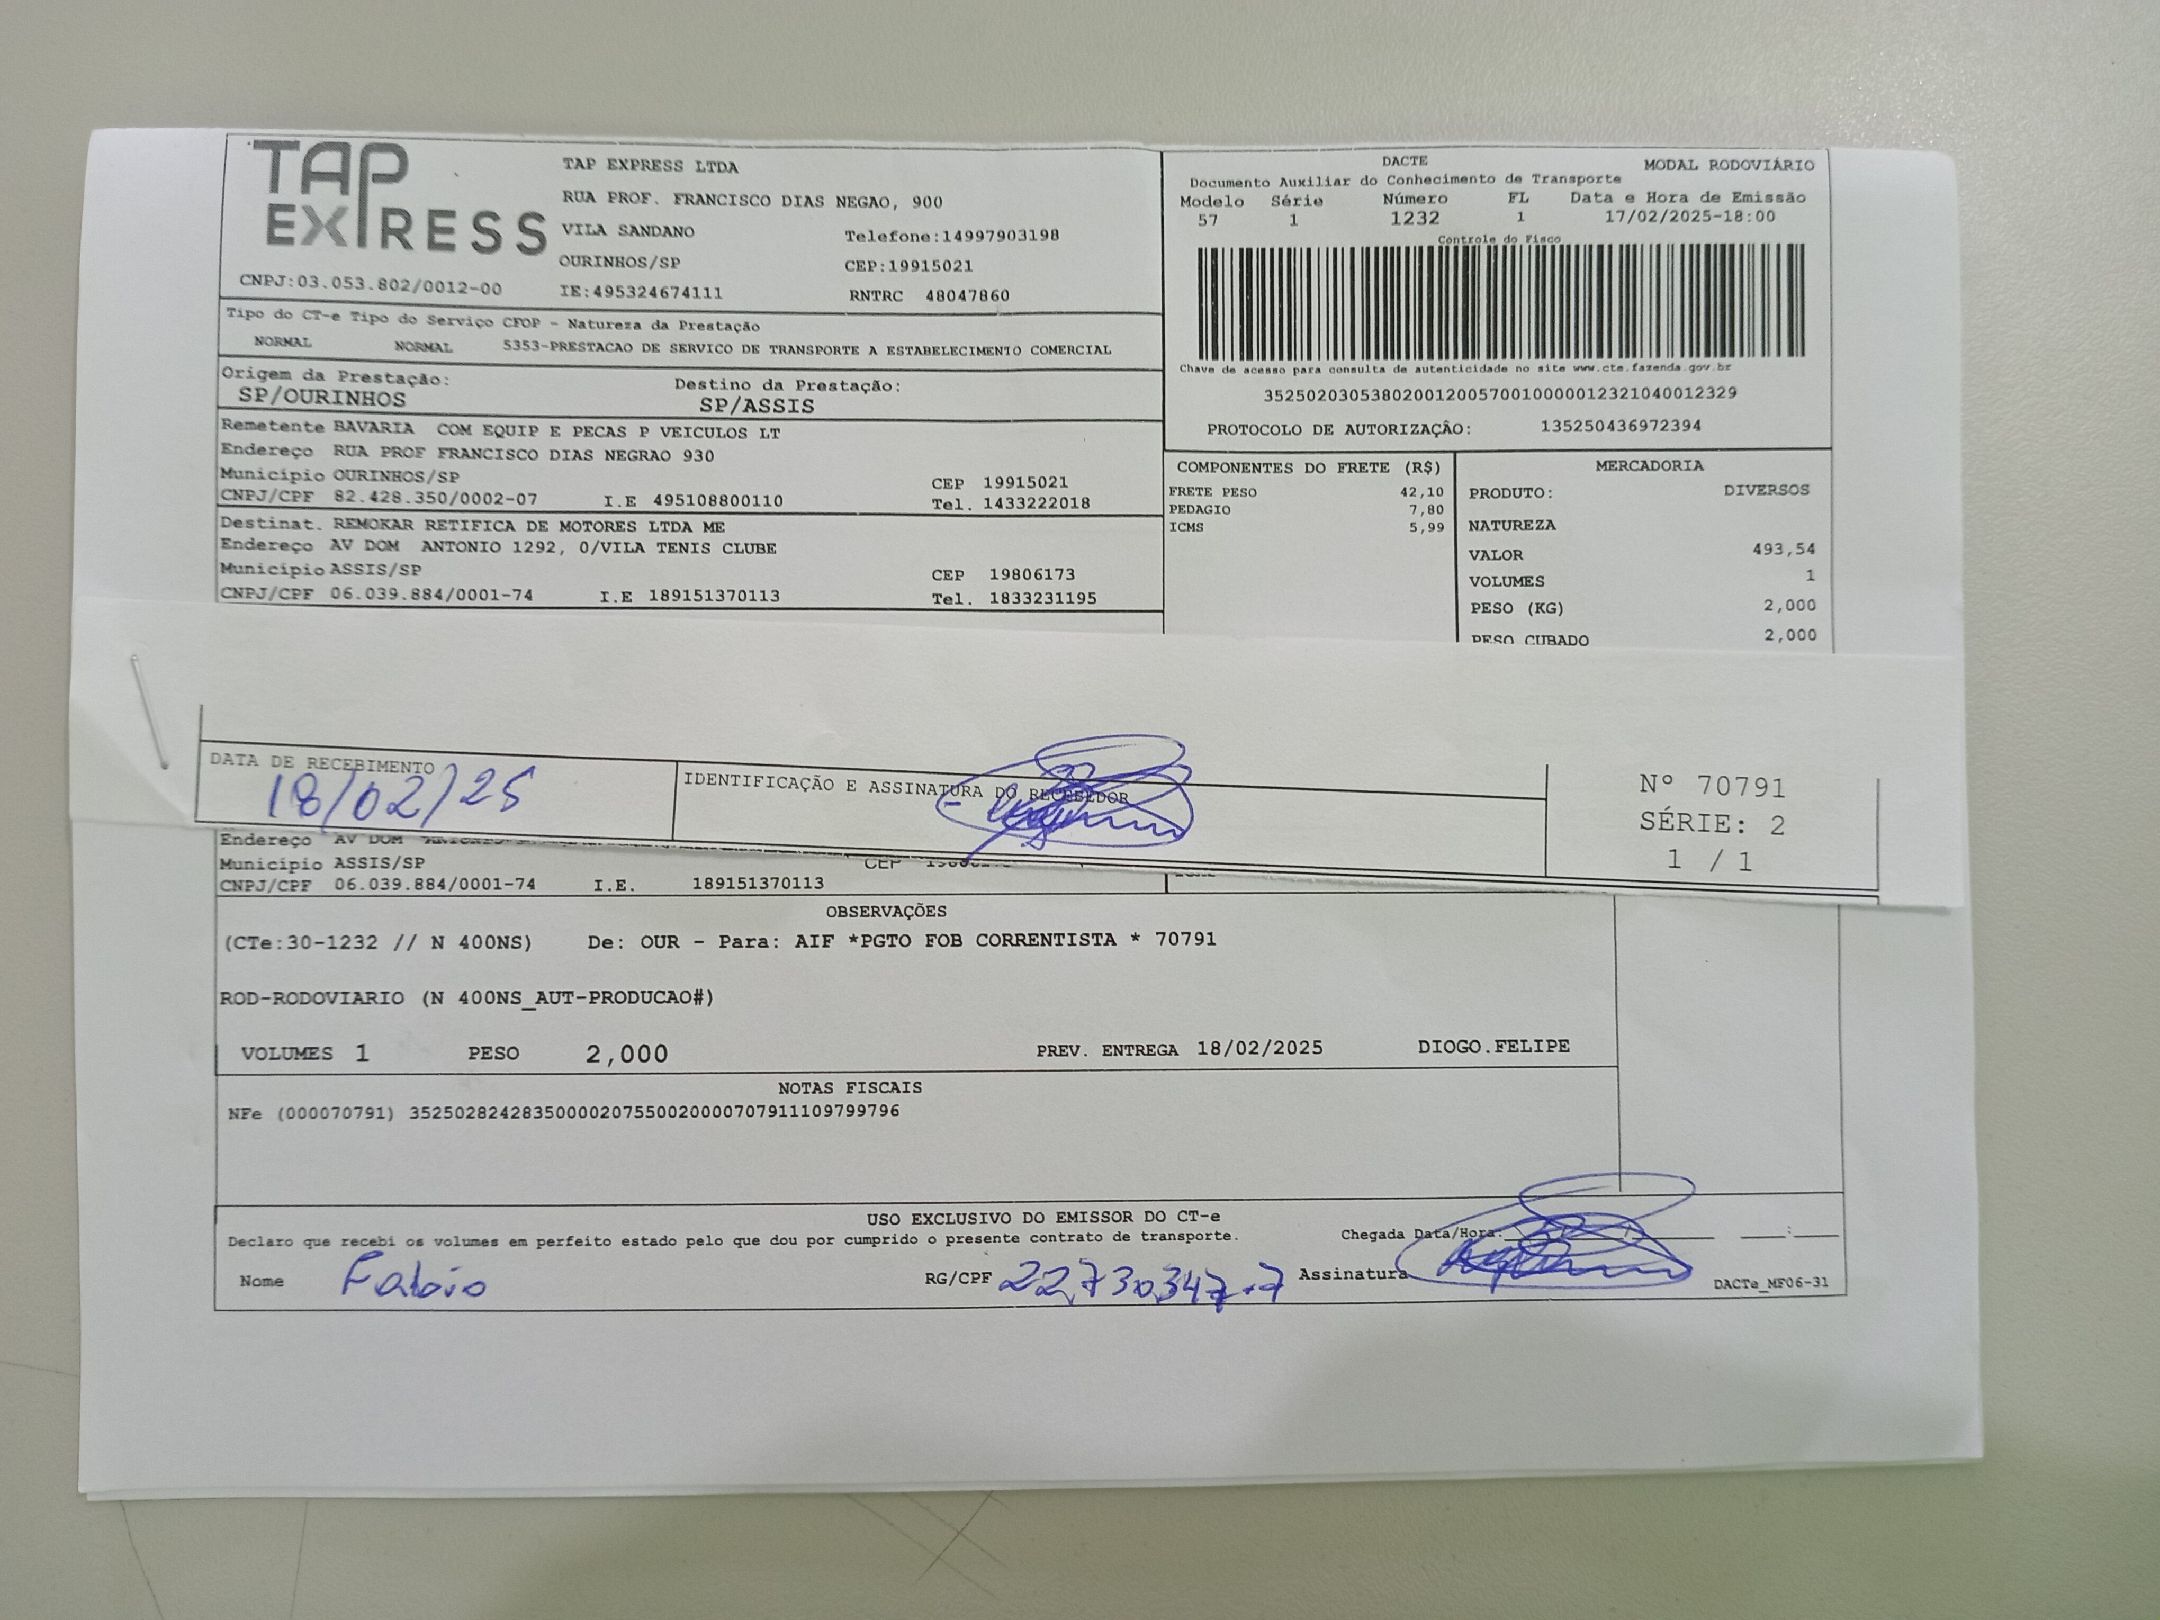 TAP
EXPRESS
CNPJ:03.053.802/0012-00
TAP EXPRESS LTDA
RUA PROF. FRANCISCO DIAS NEGAO, 900
VILA SANDANO Telefone:14997903198
OURINHOS/SP CEP:19915021
IE:495324674111 RNTRC 48047860
DACTE MODAL RODOVIÁRIO
Documento Auxiliar do Conhecimento de Transporte
Modelo Série Número FL Data e Hora de Emissão
57 1 1232 1 17/02/2025-18:00
Controle do Fisco
Chave de acesso para consulta de autenticidade no site www.cte.fazenda.gov.br
35250203053802001200570010000012321040012329
PROTOCOLO DE AUTORIZAÇÃO: 135250436972394
Tipo do CT-e Tipo do Serviço CFOP - Natureza da Prestação
NORMAL NORMAL 5353-PRESTACAO DE SERVICO DE TRANSPORTE A ESTABELECIMENTO COMERCIAL
Origem da Prestação: Destino da Prestação:
SP/OURINHOS SP/ASSIS
Remetente BAVARIA COM EQUIP E PECAS P VEICULOS LT
Endereço RUA PROF FRANCISCO DIAS NEGRAO 930
Município OURINHOS/SP CEP 19915021
CNPJ/CPF 82.428.350/0002-07 I.E 495108800110 Tel. 1433222018
Destinat. REMOKAR RETIFICA DE MOTORES LTDA ME
Endereço AV DOM ANTONIO 1292, 0/VILA TENIS CLUBE
Município ASSIS/SP CEP 19806173
CNPJ/CPF 06.039.884/0001-74 I.E 189151370113 Tel. 1833231195
COMPONENTES DO FRETE (R$)
FRETE PESO 42,10
PEDAGIO 7,80
ICMS 5,99
MERCADORIA
PRODUTO: DIVERSOS
NATUREZA
VALOR 493,54
VOLUMES 1
PESO (KG) 2,000
PESO CUBADO 2,000
DATA DE RECEBIMENTO
18/02/25
IDENTIFICAÇÃO E ASSINATURA DO RECEBEDOR
Nº 70791
SÉRIE: 2
1 / 1
Endereço AV DOM
Município ASSIS/SP CEP
CNPJ/CPF 06.039.884/0001-74 I.E. 189151370113
OBSERVAÇÕES
(CTe:30-1232 // N 400NS) De: OUR - Para: AIF *PGTO FOB CORRENTISTA * 70791
ROD-RODOVIARIO (N 400NS_AUT-PRODUCAO#)
VOLUMES 1 PESO 2,000 PREV. ENTREGA 18/02/2025 DIOGO.FELIPE
NOTAS FISCAIS
NFe (000070791) 35250282428350000207550020000707911109799796
USO EXCLUSIVO DO EMISSOR DO CT-e
Declaro que recebi os volumes em perfeito estado pelo que dou por cumprido o presente contrato de transporte. Chegada Data/Hora:
Nome Fabio RG/CPF 22,730,347-7 Assinatura
DACTe_MF06-31